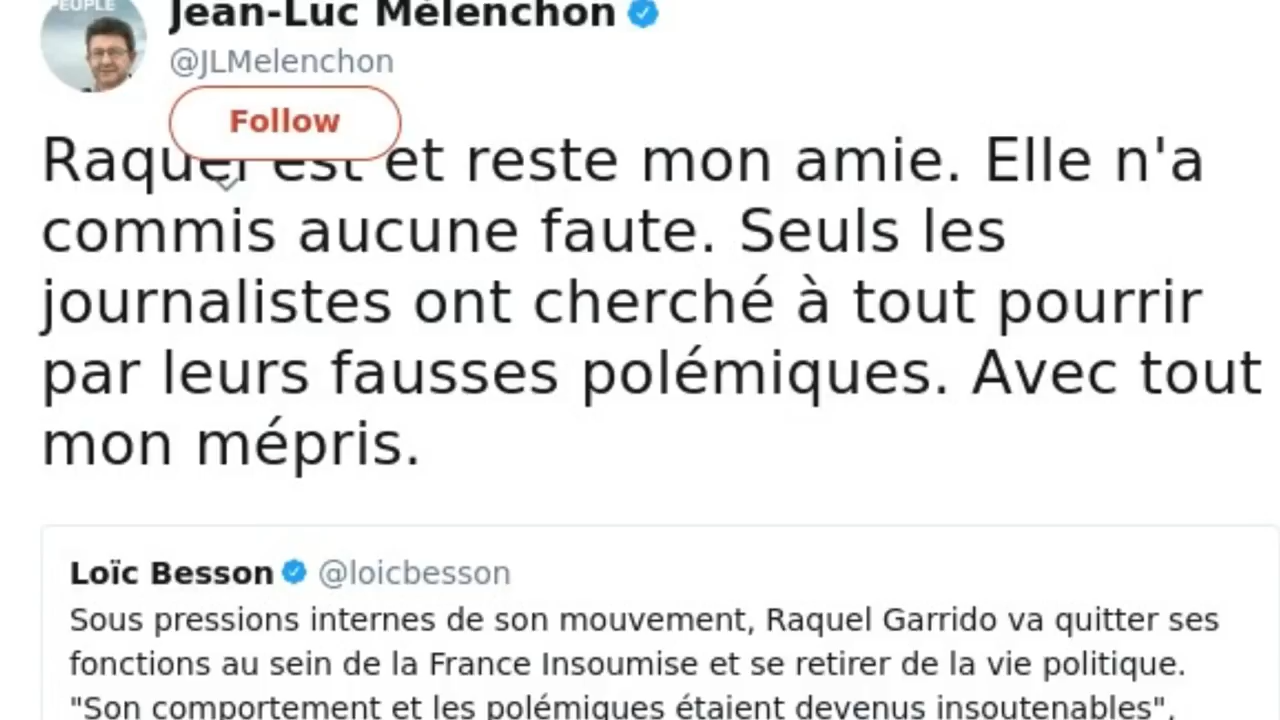 EUPLE
Jean-Luc Mélenchon
@JLMelenchon
Follow
Raquel est et reste mon amie. Elle n'a
commis aucune faute. Seuls les
journalistes ont cherché à tout pourrir
par leurs fausses polémiques. Avec tout
mon mépris.
Loïc Besson @loicbesson
Sous pressions internes de son mouvement, Raquel Garrido va quitter ses
fonctions au sein de la France Insoumise et se retirer de la vie politique.
"Son comportement et les polémiques étaient devenus insoutenables",